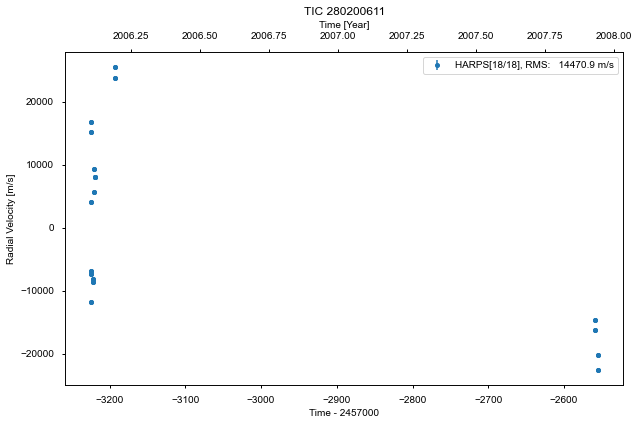 TIC 280200611
Time [Year]
2006.25 2006.50 2006.75 2007.00 2007.25 2007.50 2007.75 2008.00
HARPS[18/18], RMS: 14470.9 m/s
20000
10000
0
−10000
−20000
Radial Velocity [m/s]
−3200 −3100 −3000 −2900 −2800 −2700 −2600
Time - 2457000